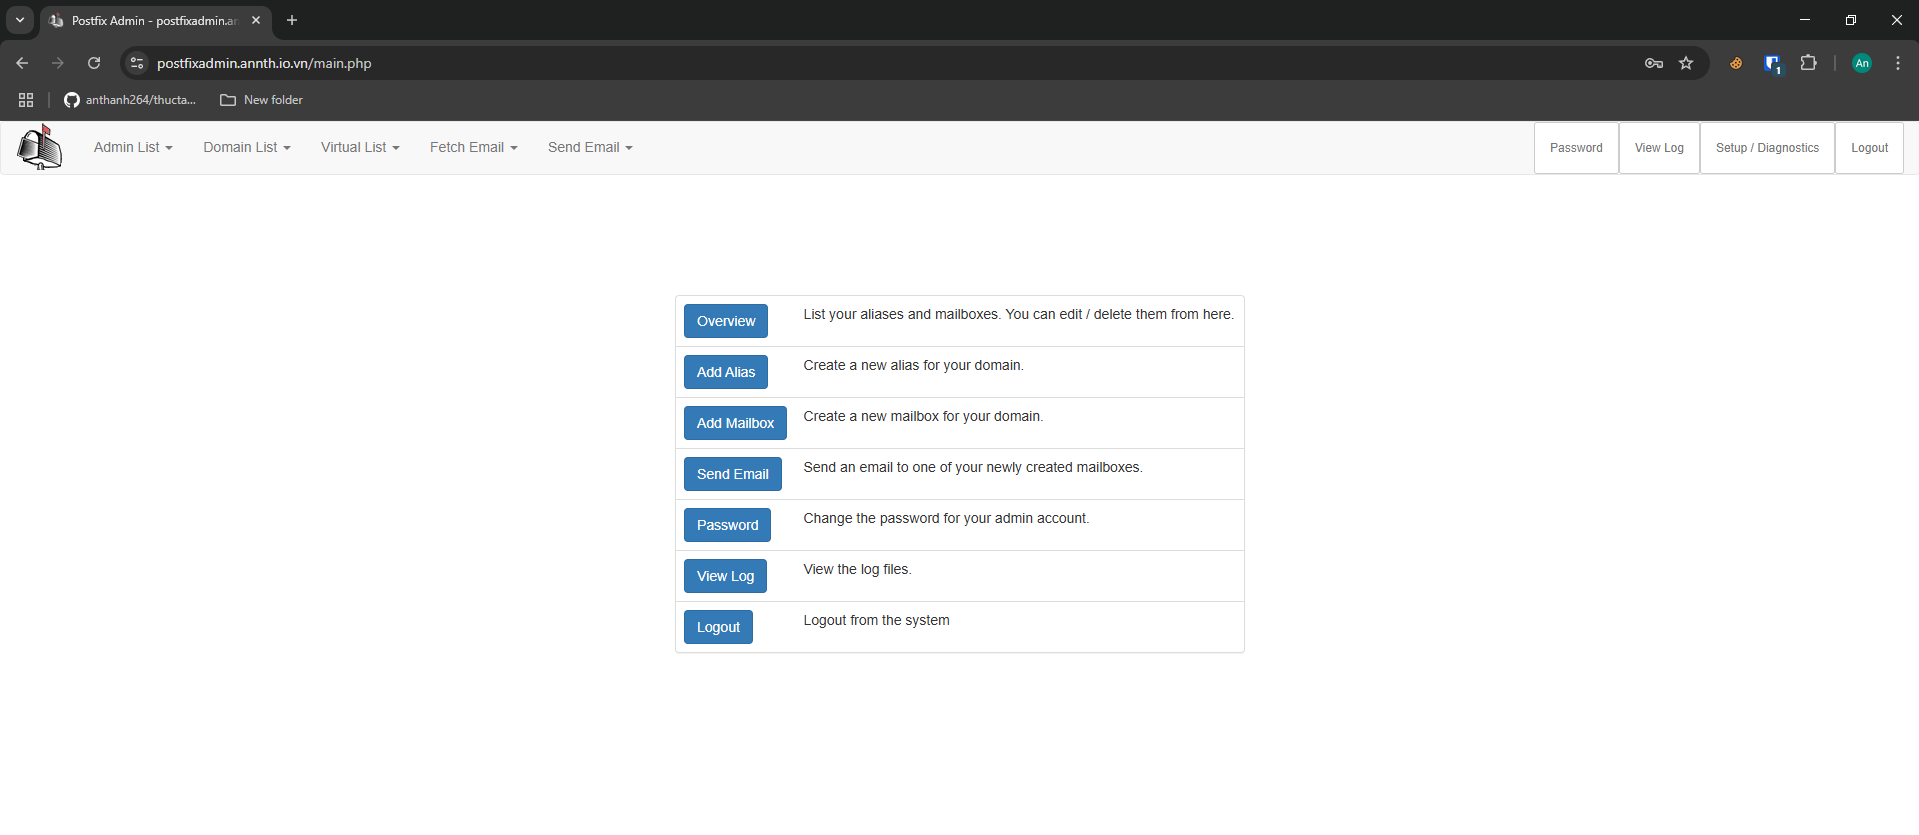 Postfix Admin - postfixadmin.an
postfixadmin.annth.io.vn/main.php
1
An
anthanh264/thucta...
New folder
Admin List
Domain List
Virtual List
Fetch Email
Send Email
Password
View Log
Setup / Diagnostics
Logout
Overview List your aliases and mailboxes. You can edit / delete them from here.
Add Alias Create a new alias for your domain.
Add Mailbox Create a new mailbox for your domain.
Send Email Send an email to one of your newly created mailboxes.
Password Change the password for your admin account.
View Log View the log files.
Logout Logout from the system